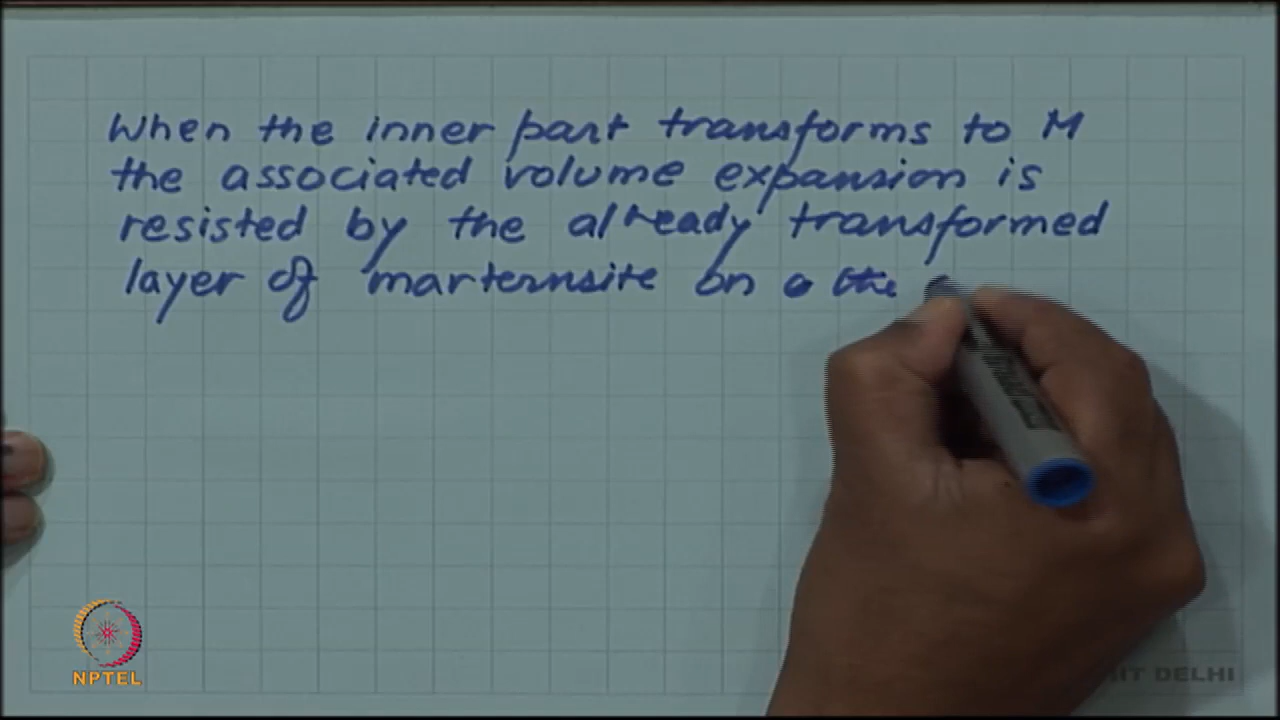 When the inner part transforms to M
the associated volume expansion is
resisted by the already transformed
layer of marternsite on the
NPTEL
IIT DELHI